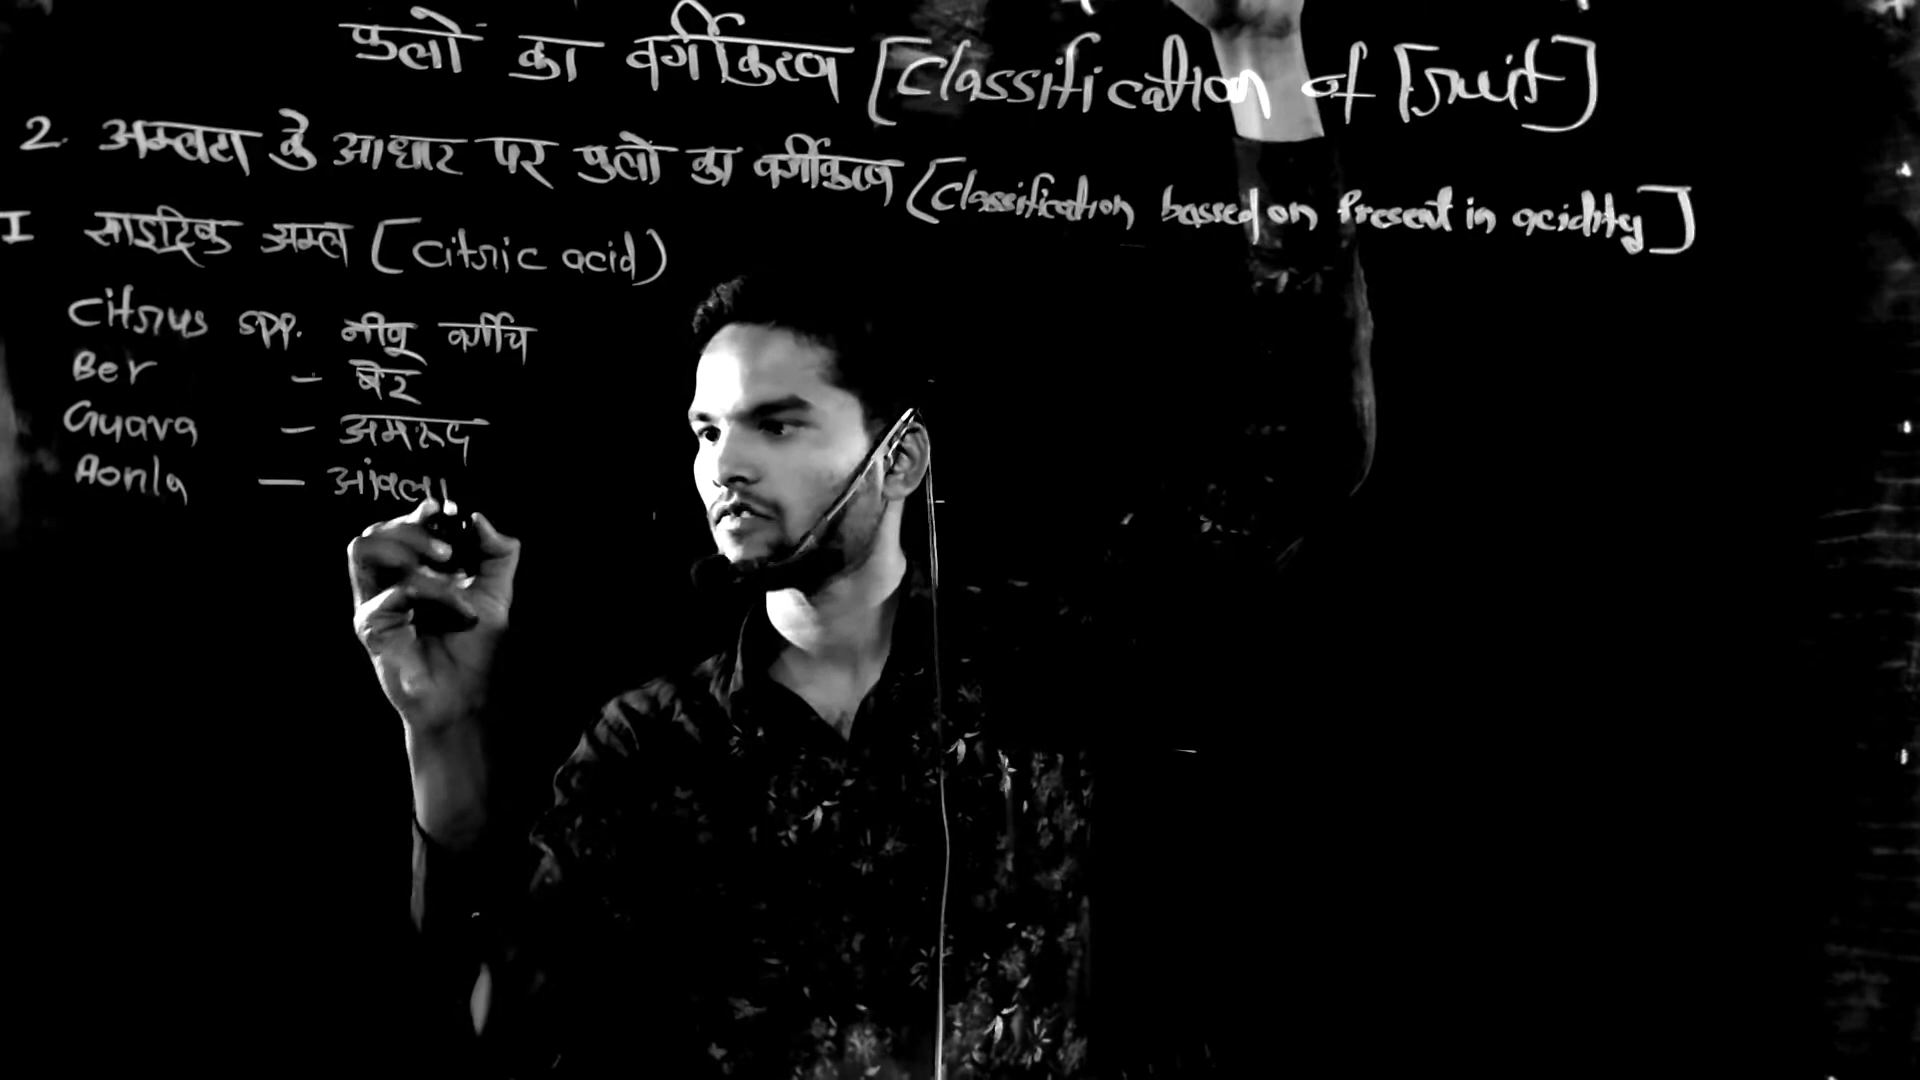 फलो का वर्गीकरण [Classification of Fruit]
2. अम्लता के आधार पर फलो का वर्गीकरण [Classification bassed on Present in acidity]
I साइट्रिक अम्ल (Citric acid)
Citrus spp. नीबू वर्गीय
Ber - बेर
Guava - अमरूद
Aonla - आंवला